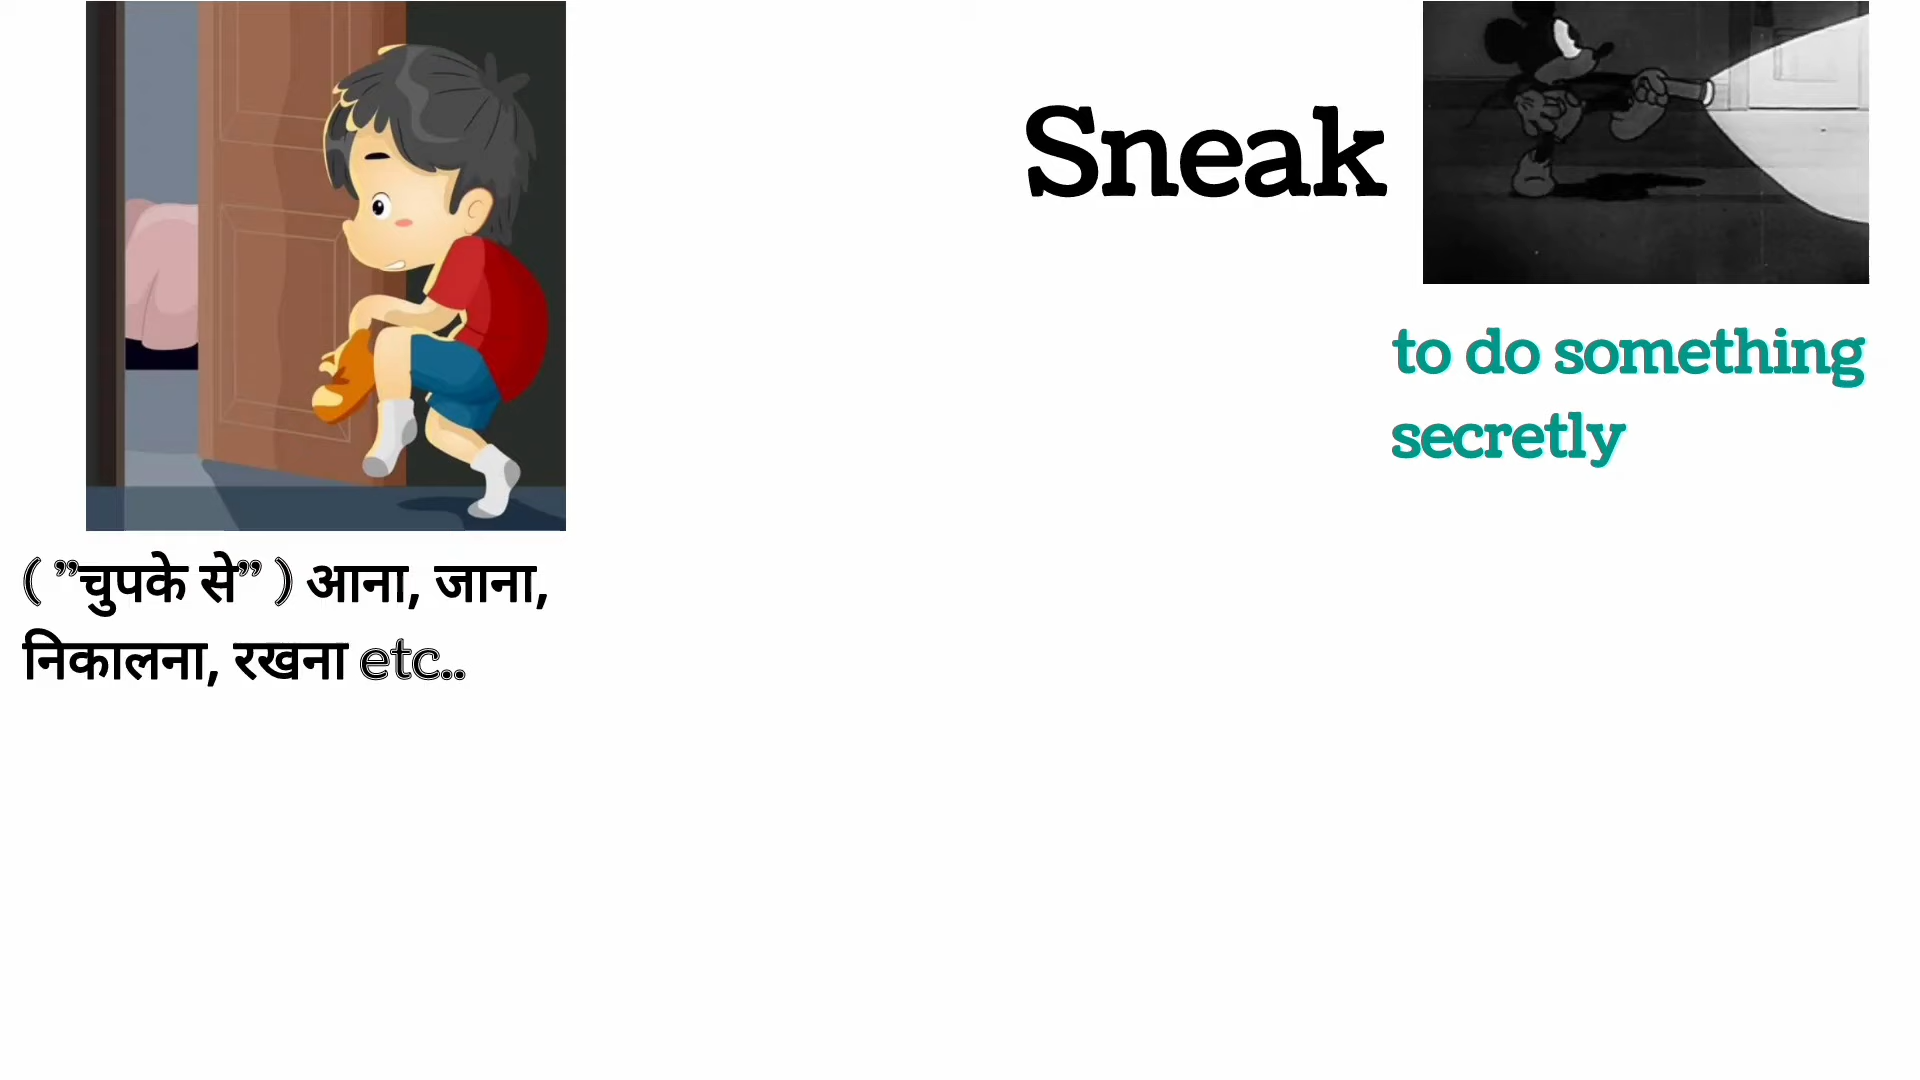 Sneak
to do something
secretly
( ”चुपके से” ) आना, जाना,
निकालना, रखना etc..